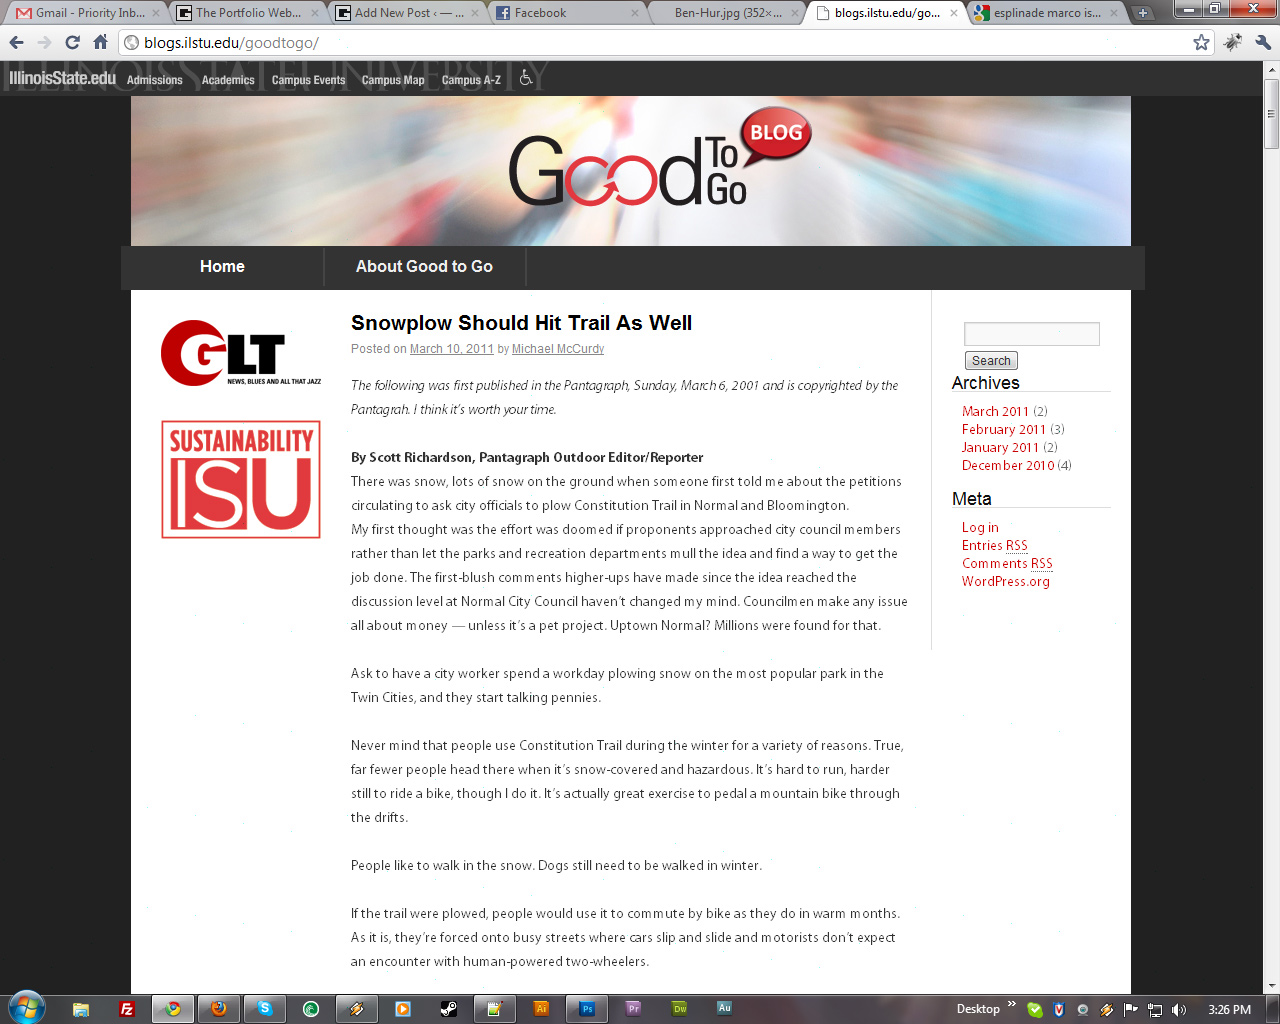 Gmail - Priority Inb...
The Portfolio Web...
Add New Post ‹ — ...
Facebook
Ben-Hur.jpg (352×...
blogs.ilstu.edu/go...
esplinade marco is...
blogs.ilstu.edu/goodtogo/
ILLINOIS STATE UNIVERSITY
IllinoisState.edu Admissions Academics Campus Events Campus Map Campus A-Z
Good To Go BLOG
Home About Good to Go
GLT
NEWS, BLUES AND ALL THAT JAZZ
SUSTAINABILITY
ISU
Snowplow Should Hit Trail As Well
Posted on March 10, 2011 by Michael McCurdy
The following was first published in the Pantagraph, Sunday, March 6, 2001 and is copyrighted by the
Pantagrah. I think it's worth your time.
By Scott Richardson, Pantagraph Outdoor Editor/Reporter
There was snow, lots of snow on the ground when someone first told me about the petitions
circulating to ask city officials to plow Constitution Trail in Normal and Bloomington.
My first thought was the effort was doomed if proponents approached city council members
rather than let the parks and recreation departments mull the idea and find a way to get the
job done. The first-blush comments higher-ups have made since the idea reached the
discussion level at Normal City Council haven't changed my mind. Councilmen make any issue
all about money — unless it's a pet project. Uptown Normal? Millions were found for that.
Ask to have a city worker spend a workday plowing snow on the most popular park in the
Twin Cities, and they start talking pennies.
Never mind that people use Constitution Trail during the winter for a variety of reasons. True,
far fewer people head there when it's snow-covered and hazardous. It's hard to run, harder
still to ride a bike, though I do it. It's actually great exercise to pedal a mountain bike through
the drifts.
People like to walk in the snow. Dogs still need to be walked in winter.
If the trail were plowed, people would use it to commute by bike as they do in warm months.
As it is, they're forced onto busy streets where cars slip and slide and motorists don't expect
an encounter with human-powered two-wheelers.
Search
Archives
March 2011 (2)
February 2011 (3)
January 2011 (2)
December 2010 (4)
Meta
Log in
Entries RSS
Comments RSS
WordPress.org
Fz
Ai
Ps
Pr
Dw
Au
Desktop
3:26 PM